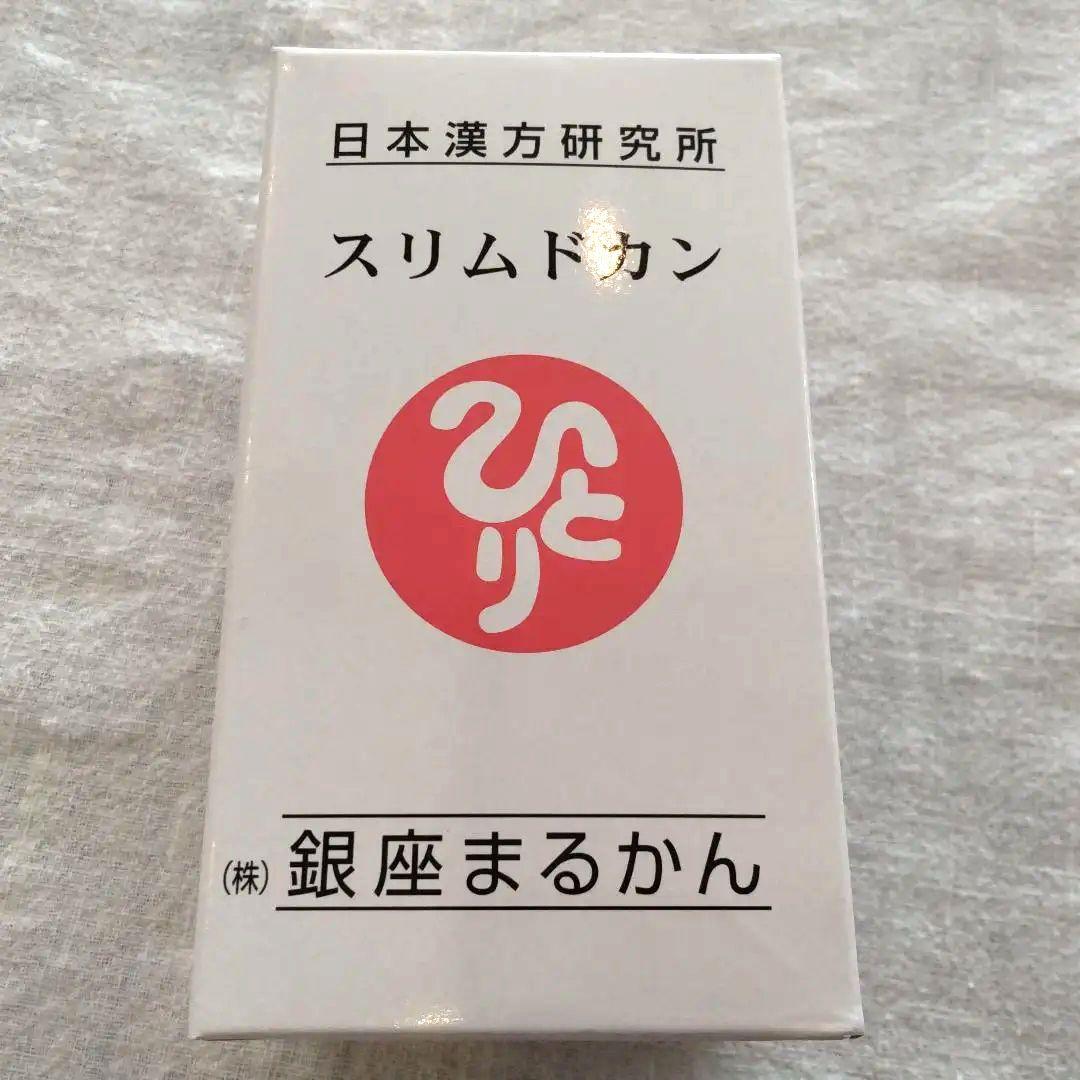 日本漢方研究所
スリムドカン
ひとり
(株)銀座まるかん